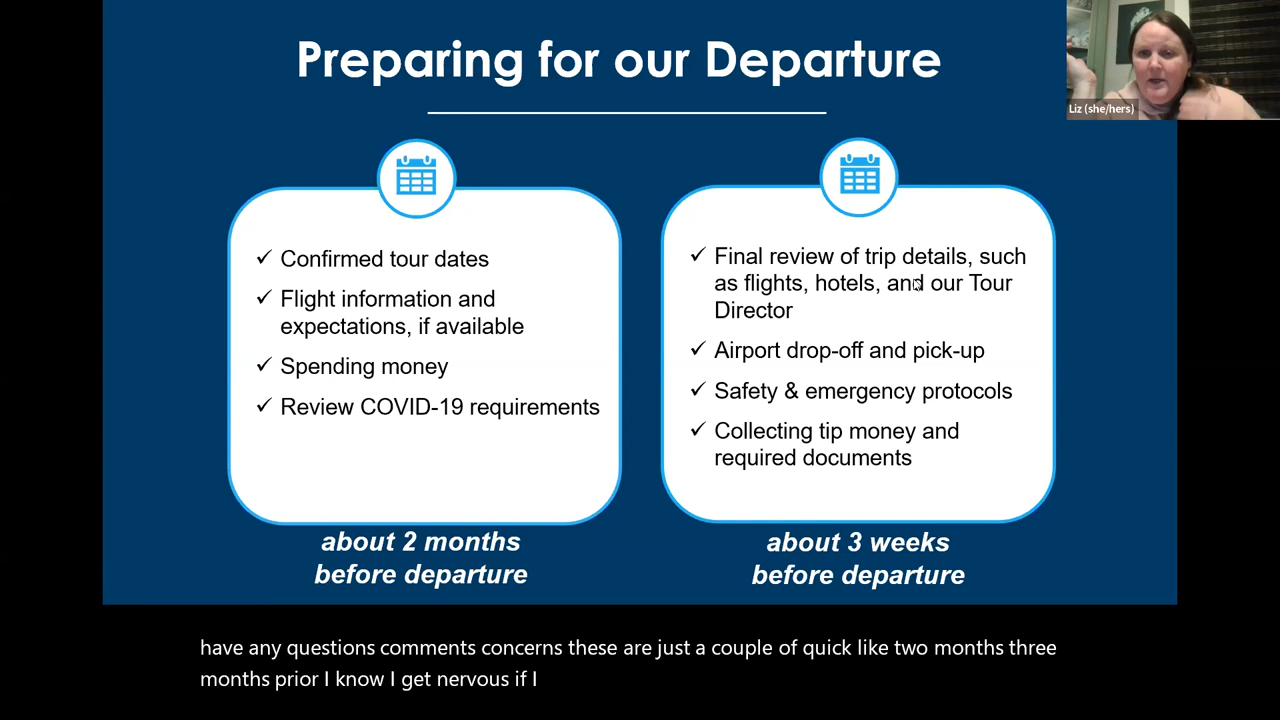 Preparing for our Departure
Liz (she/hers)
Confirmed tour dates
Flight information and
expectations, if available
Spending money
Review COVID-19 requirements
about 2 months
before departure
Final review of trip details, such
as flights, hotels, and our Tour
Director
Airport drop-off and pick-up
Safety & emergency protocols
Collecting tip money and
required documents
about 3 weeks
before departure
have any questions comments concerns these are just a couple of quick like two months three
months prior I know I get nervous if I